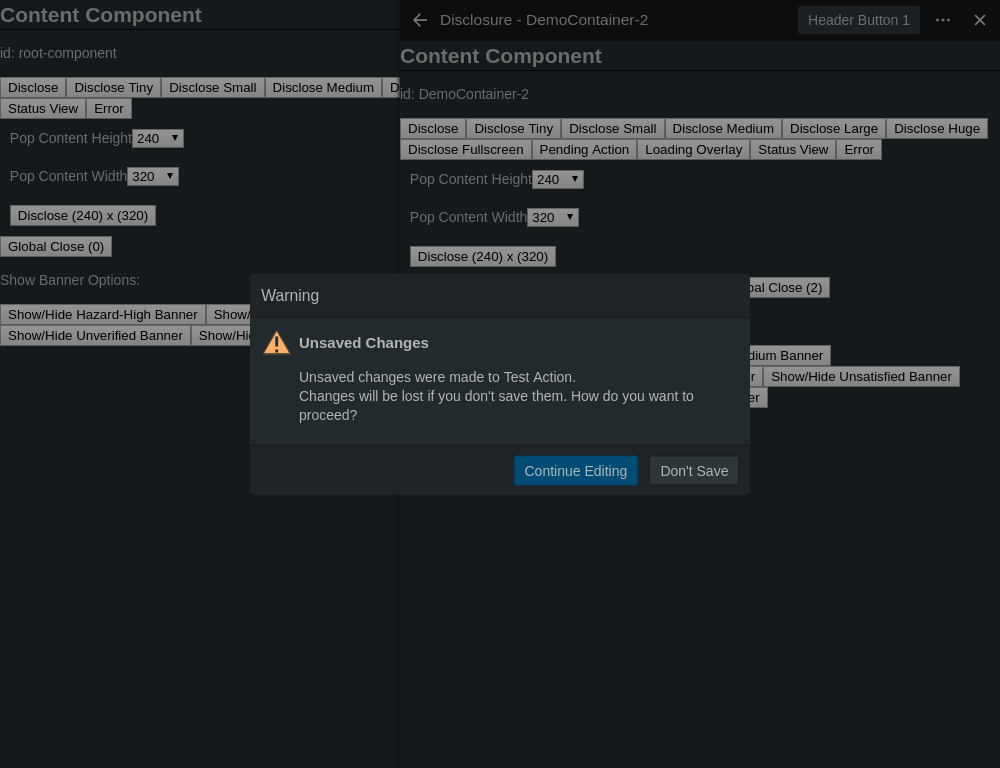 Content Component
id: root-component
Disclose Disclose Tiny Disclose Small Disclose Medium D
Status View Error
Pop Content Height 240
Pop Content Width 320
Disclose (240) x (320)
Global Close (0)
Show Banner Options:
Show/Hide Hazard-High Banner Show/
Show/Hide Unverified Banner Show/Hi
Disclosure - DemoContainer-2 Header Button 1
Content Component
id: DemoContainer-2
Disclose Disclose Tiny Disclose Small Disclose Medium Disclose Large Disclose Huge
Disclose Fullscreen Pending Action Loading Overlay Status View Error
Pop Content Height 240
Pop Content Width 320
Disclose (240) x (320)
bal Close (2)
dium Banner
r Show/Hide Unsatisfied Banner
er
Warning
Unsaved Changes
Unsaved changes were made to Test Action.
Changes will be lost if you don't save them. How do you want to
proceed?
Continue Editing Don't Save